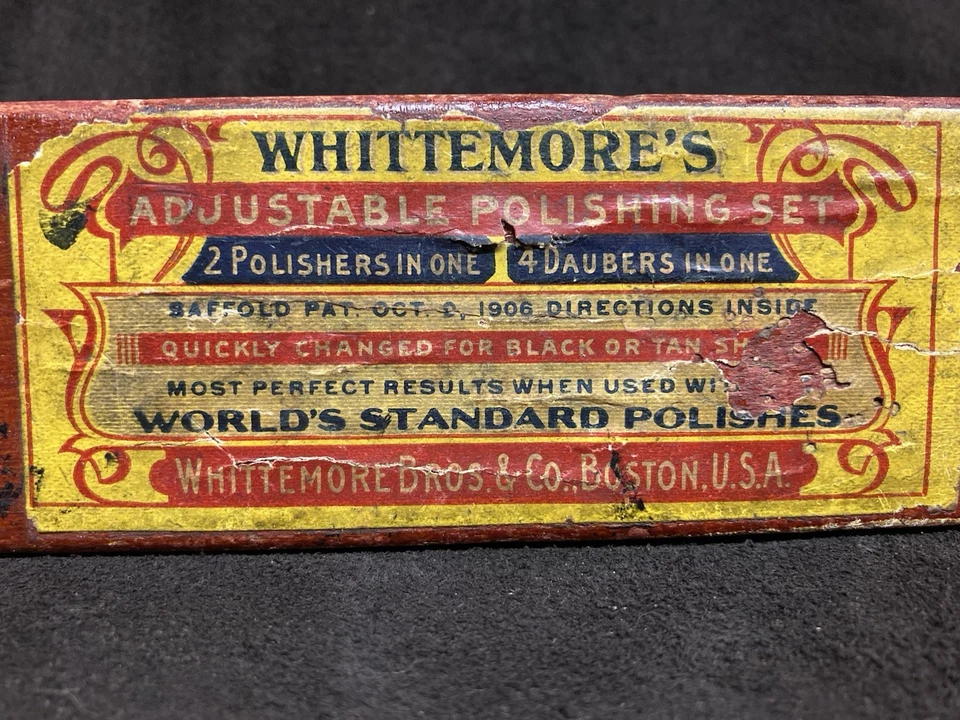 WHITTEMORE'S
ADJUSTABLE POLISHING SET
2 POLISHERS IN ONE 4 DAUBERS IN ONE
SAFFOLD PAT. OCT. 2, 1906 DIRECTIONS INSIDE
QUICKLY CHANGED FOR BLACK OR TAN
MOST PERFECT RESULTS WHEN USED
WORLD'S STANDARD POLISHES
WHITTEMORE BROS. & CO., BOSTON, U.S.A.